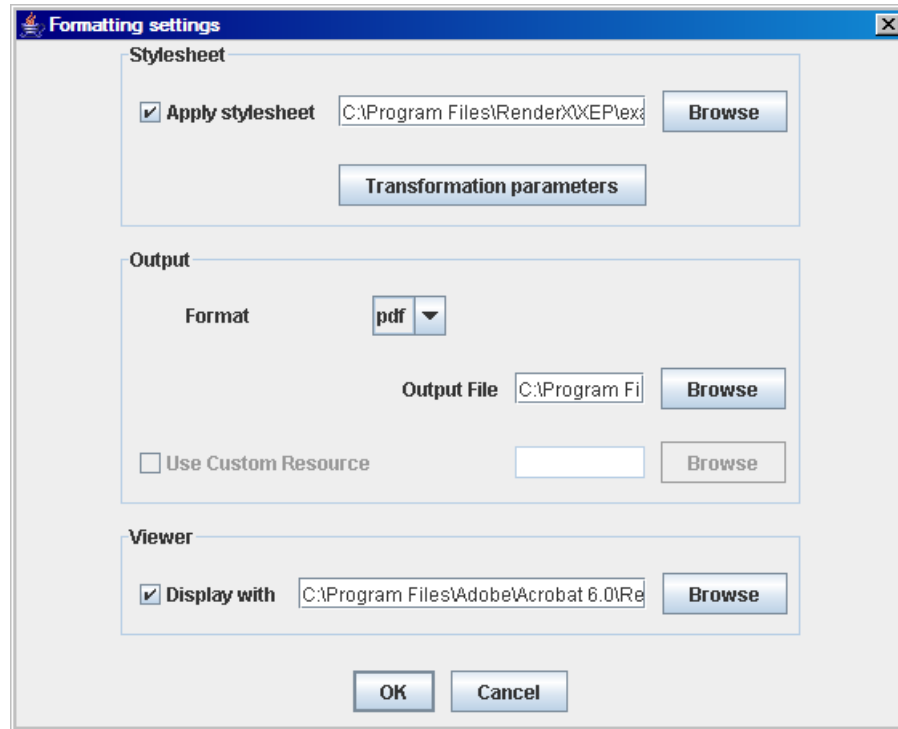 Formatting settings
Stylesheet
Apply stylesheet C:\Program Files\RenderX\XEP\exa Browse
Transformation parameters
Output
Format pdf
Output File C:\Program Fi Browse
Use Custom Resource Browse
Viewer
Display with C:\Program Files\Adobe\Acrobat 6.0\Re Browse
OK Cancel